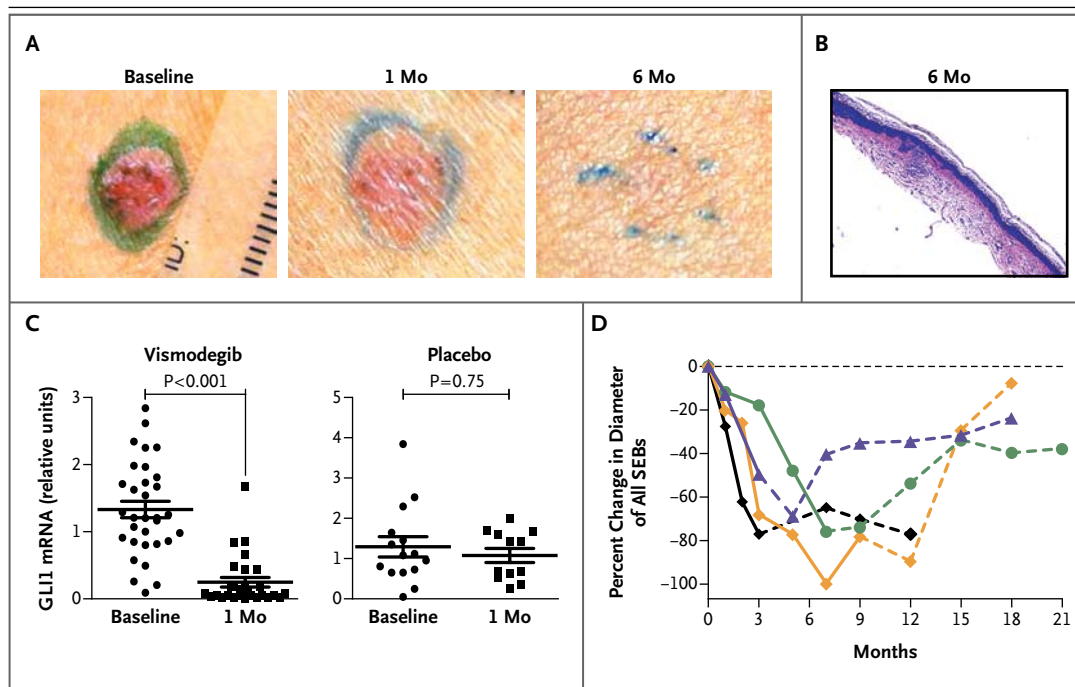 A
Baseline
1 Mo
6 Mo
ID:
B
6 Mo
C
Vismodegib
P<0.001
GLI1 mRNA (relative units)
3
2
1
0
Baseline
1 Mo
Placebo
P=0.75
5
4
3
2
1
0
Baseline
1 Mo
D
Percent Change in Diameter
of All SEBs
0
−20
−40
−60
−80
−100
0 3 6 9 12 15 18 21
Months